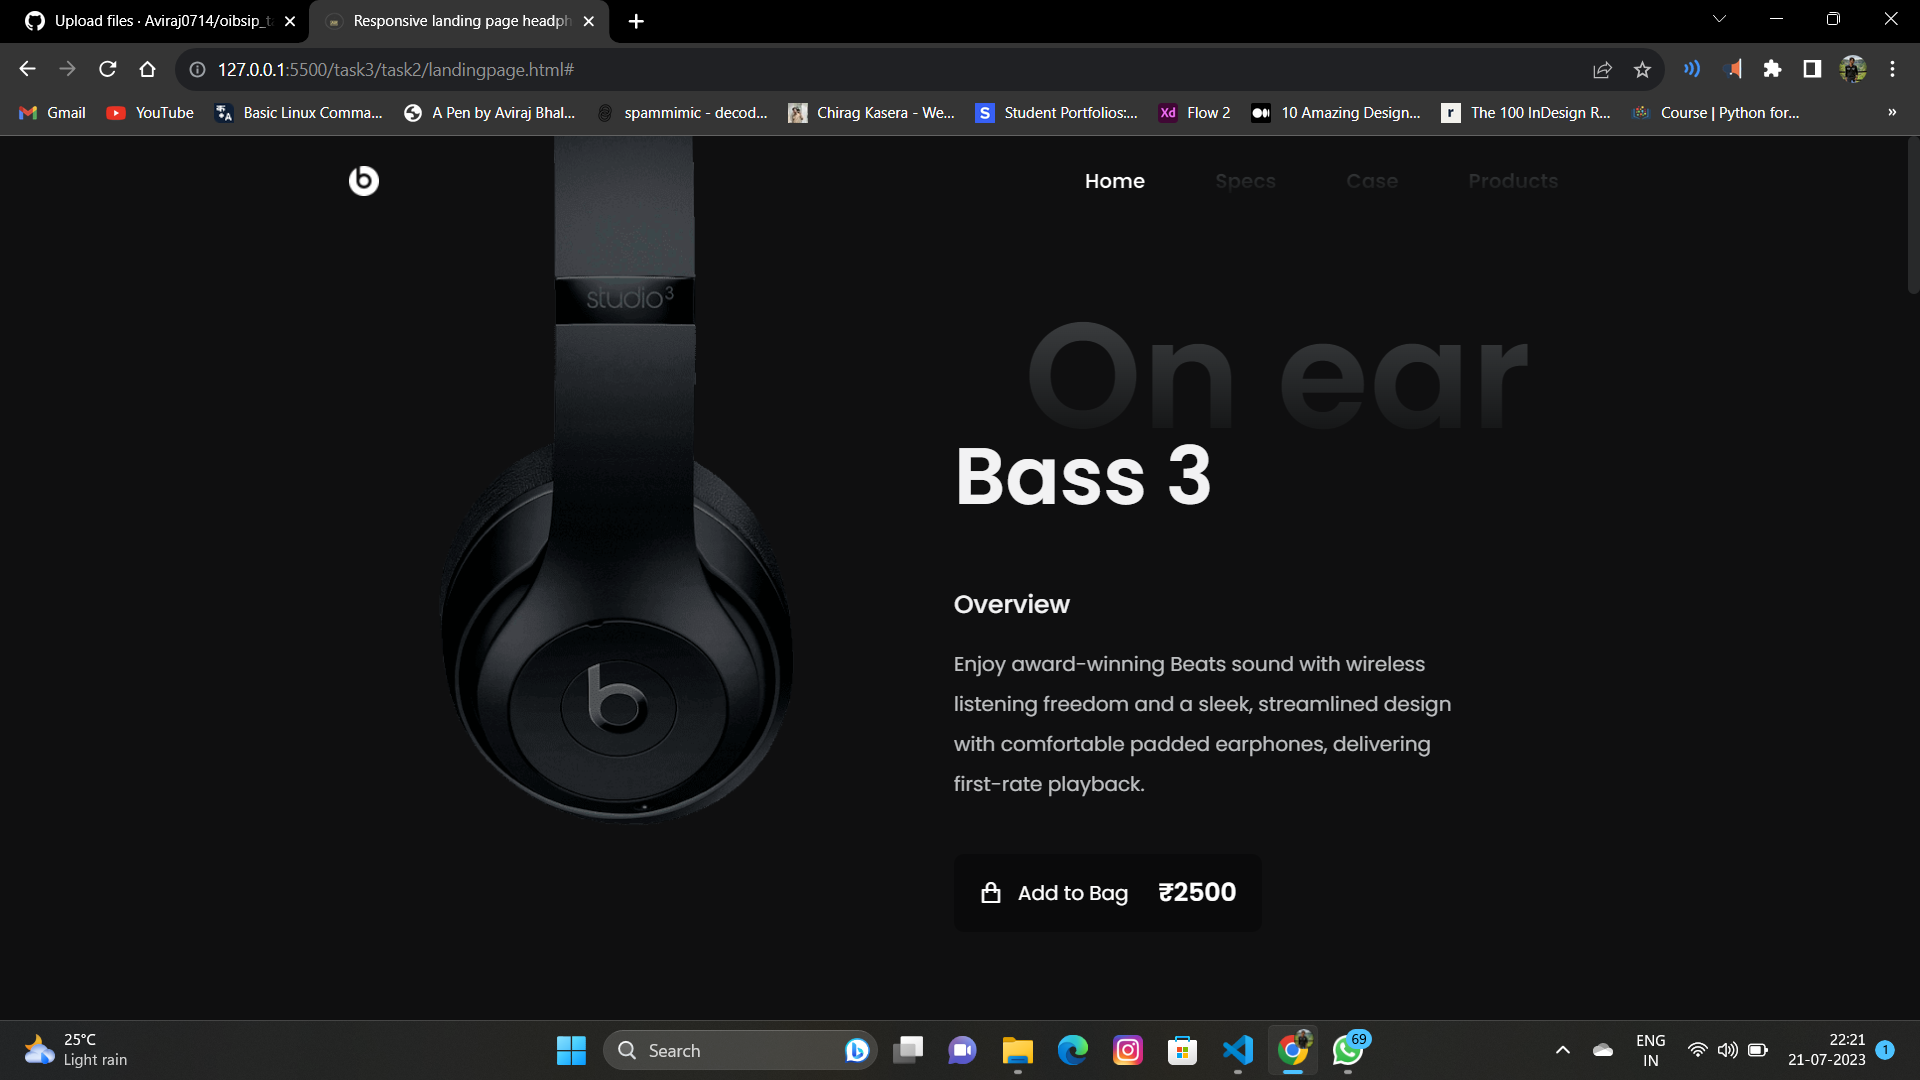 Upload files · Aviraj0714/oibsip_ta
Responsive landing page headph
127.0.0.1:5500/task3/task2/landingpage.html#
Gmail
YouTube
Basic Linux Comma...
A Pen by Aviraj Bhal...
spammimic - decod...
Chirag Kasera - We...
S
Student Portfolios:...
Xd
Flow 2
10 Amazing Design...
r
The 100 InDesign R...
Course | Python for...
»
b
Home
Specs
Case
Products
studio3
On ear
Bass 3
Overview
Enjoy award-winning Beats sound with wireless
listening freedom and a sleek, streamlined design
with comfortable padded earphones, delivering
first-rate playback.
b
Add to Bag
₹2500
25°C
Light rain
Search
69
ENG
IN
22:21
21-07-2023
1